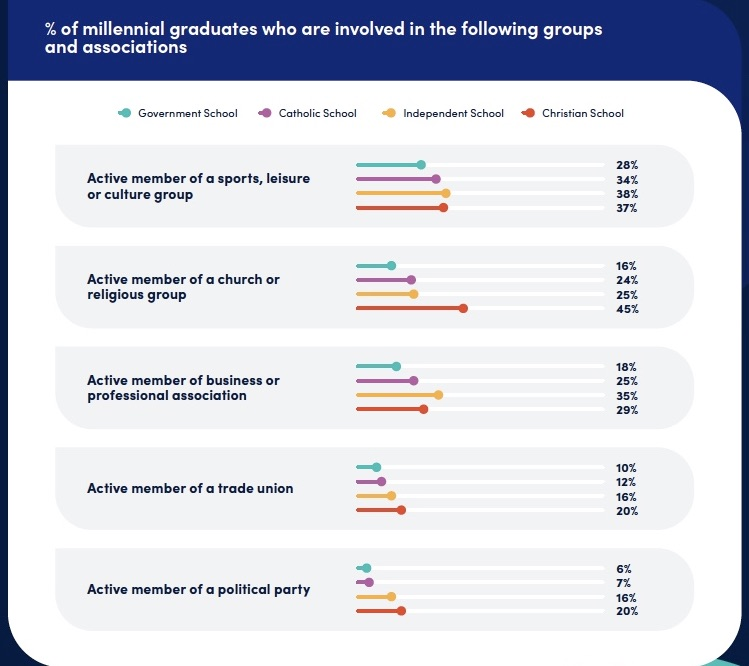 % of millennial graduates who are involved in the following groups
and associations
Government School
Catholic School
Independent School
Christian School
Active member of a sports, leisure
or culture group
28%
34%
38%
37%
Active member of a church or
religious group
16%
24%
25%
45%
Active member of business or
professional association
18%
25%
35%
29%
Active member of a trade union
10%
12%
16%
20%
Active member of a political party
6%
7%
16%
20%